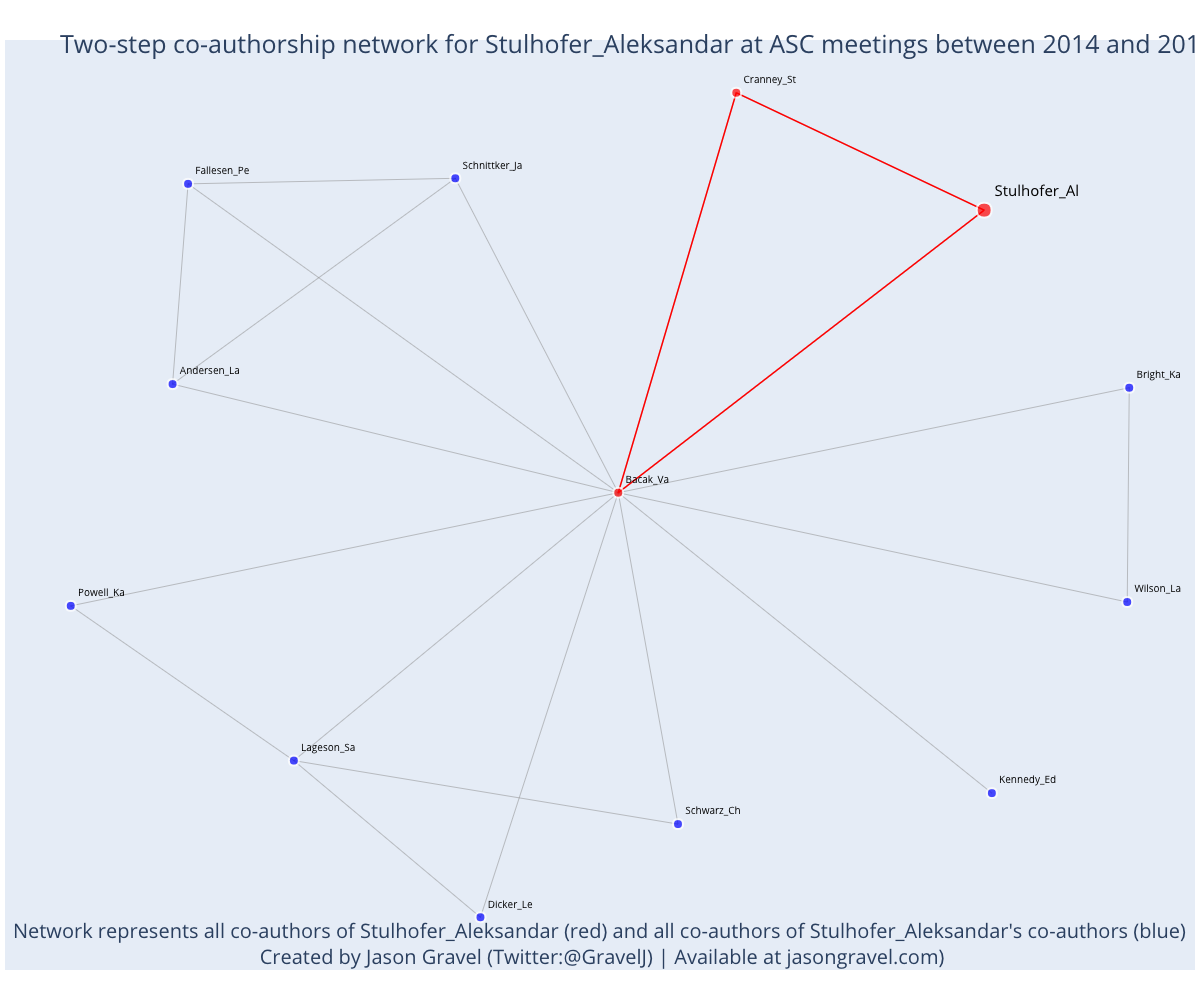 Two-step co-authorship network for Stulhofer_Aleksandar at ASC meetings between 2014 and 201
Cranney_St
Schnittker_Ja
Fallesen_Pe
Stulhofer_Al
Andersen_La
Bright_Ka
Bacak_Va
Powell_Ka
Wilson_La
Lageson_Sa
Kennedy_Ed
Schwarz_Ch
Dicker_Le
Network represents all co-authors of Stulhofer_Aleksandar (red) and all co-authors of Stulhofer_Aleksandar's co-authors (blue)
Created by Jason Gravel (Twitter:@GravelJ) | Available at jasongravel.com)